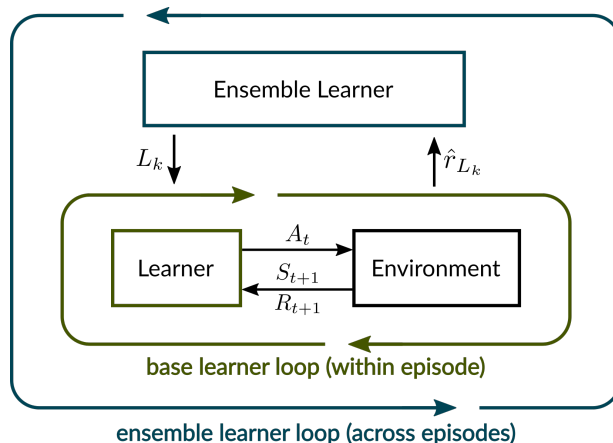 Ensemble Learner
L_k
r̂_{L_k}
A_t
Learner
S_{t+1}
Environment
R_{t+1}
base learner loop (within episode)
ensemble learner loop (across episodes)